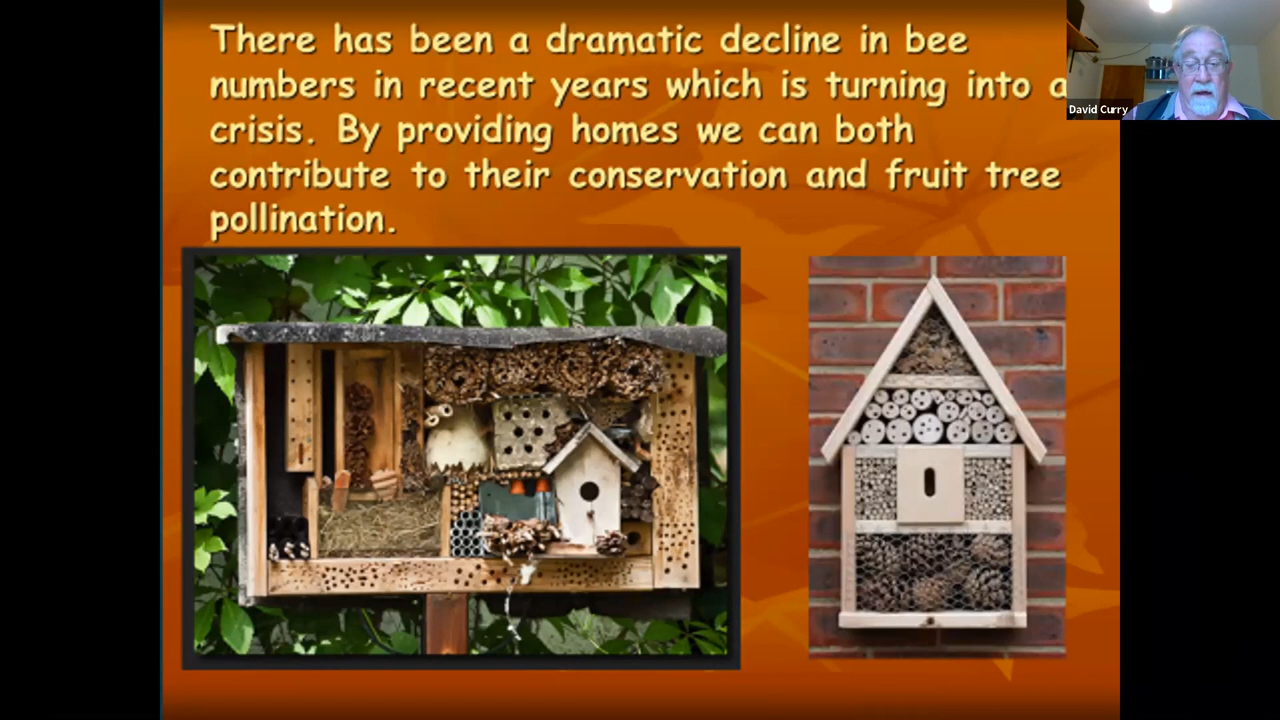 There has been a dramatic decline in bee
numbers in recent years which is turning into a
crisis. By providing homes we can both
contribute to their conservation and fruit tree
pollination.
David Curry